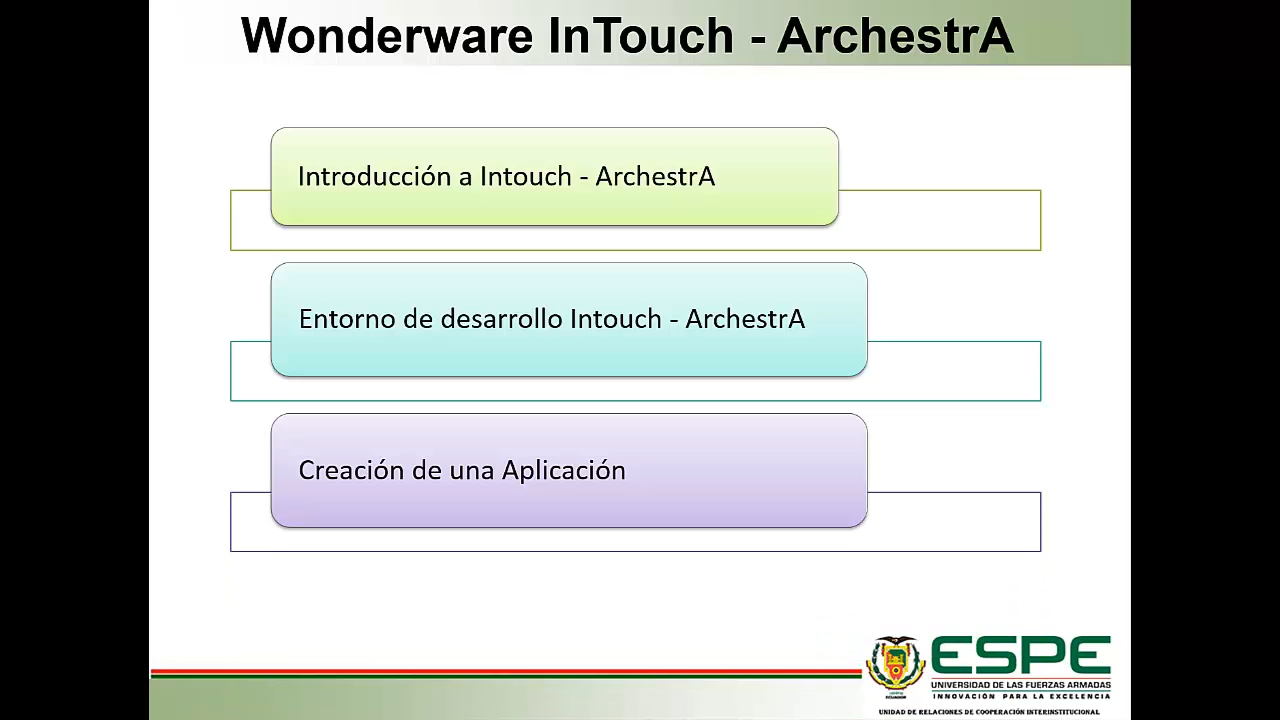 Wonderware InTouch - ArchestrA
Introducción a Intouch - ArchestrA
Entorno de desarrollo Intouch - ArchestrA
Creación de una Aplicación
ESPE
UNIVERSIDAD DE LAS FUERZAS ARMADAS
INNOVACIÓN PARA LA EXCELENCIA
UNIDAD DE RELACIONES DE COOPERACIÓN INTERINSTITUCIONAL